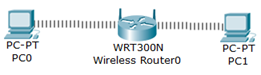 PC-PT
PC0
WRT300N
Wireless Router0
PC-PT
PC1